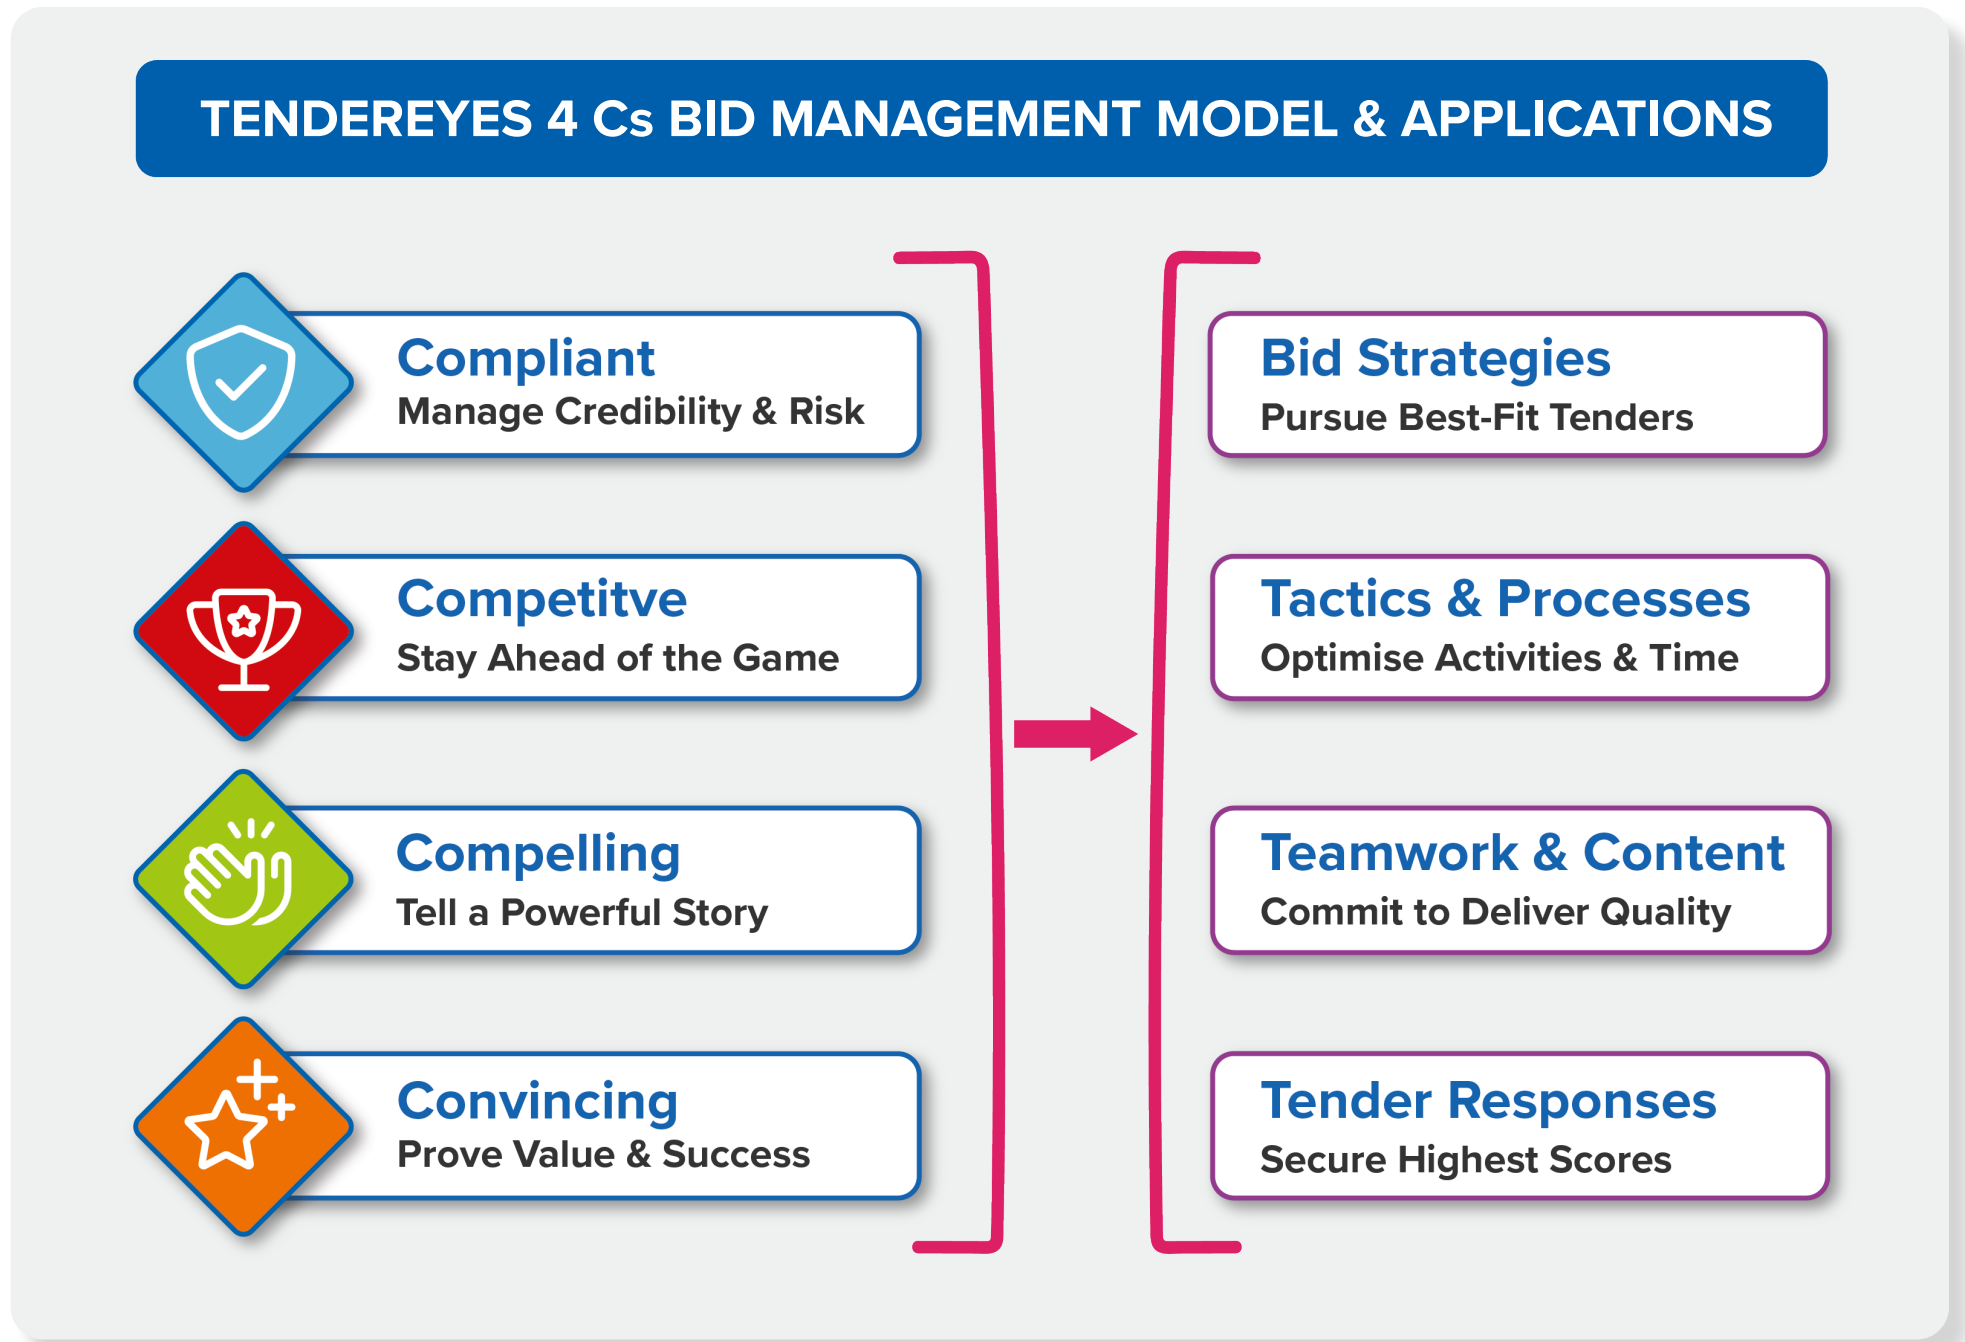 TENDEREYES 4 Cs BID MANAGEMENT MODEL & APPLICATIONS
Compliant
Manage Credibility & Risk
Competitve
Stay Ahead of the Game
Compelling
Tell a Powerful Story
Convincing
Prove Value & Success
Bid Strategies
Pursue Best-Fit Tenders
Tactics & Processes
Optimise Activities & Time
Teamwork & Content
Commit to Deliver Quality
Tender Responses
Secure Highest Scores